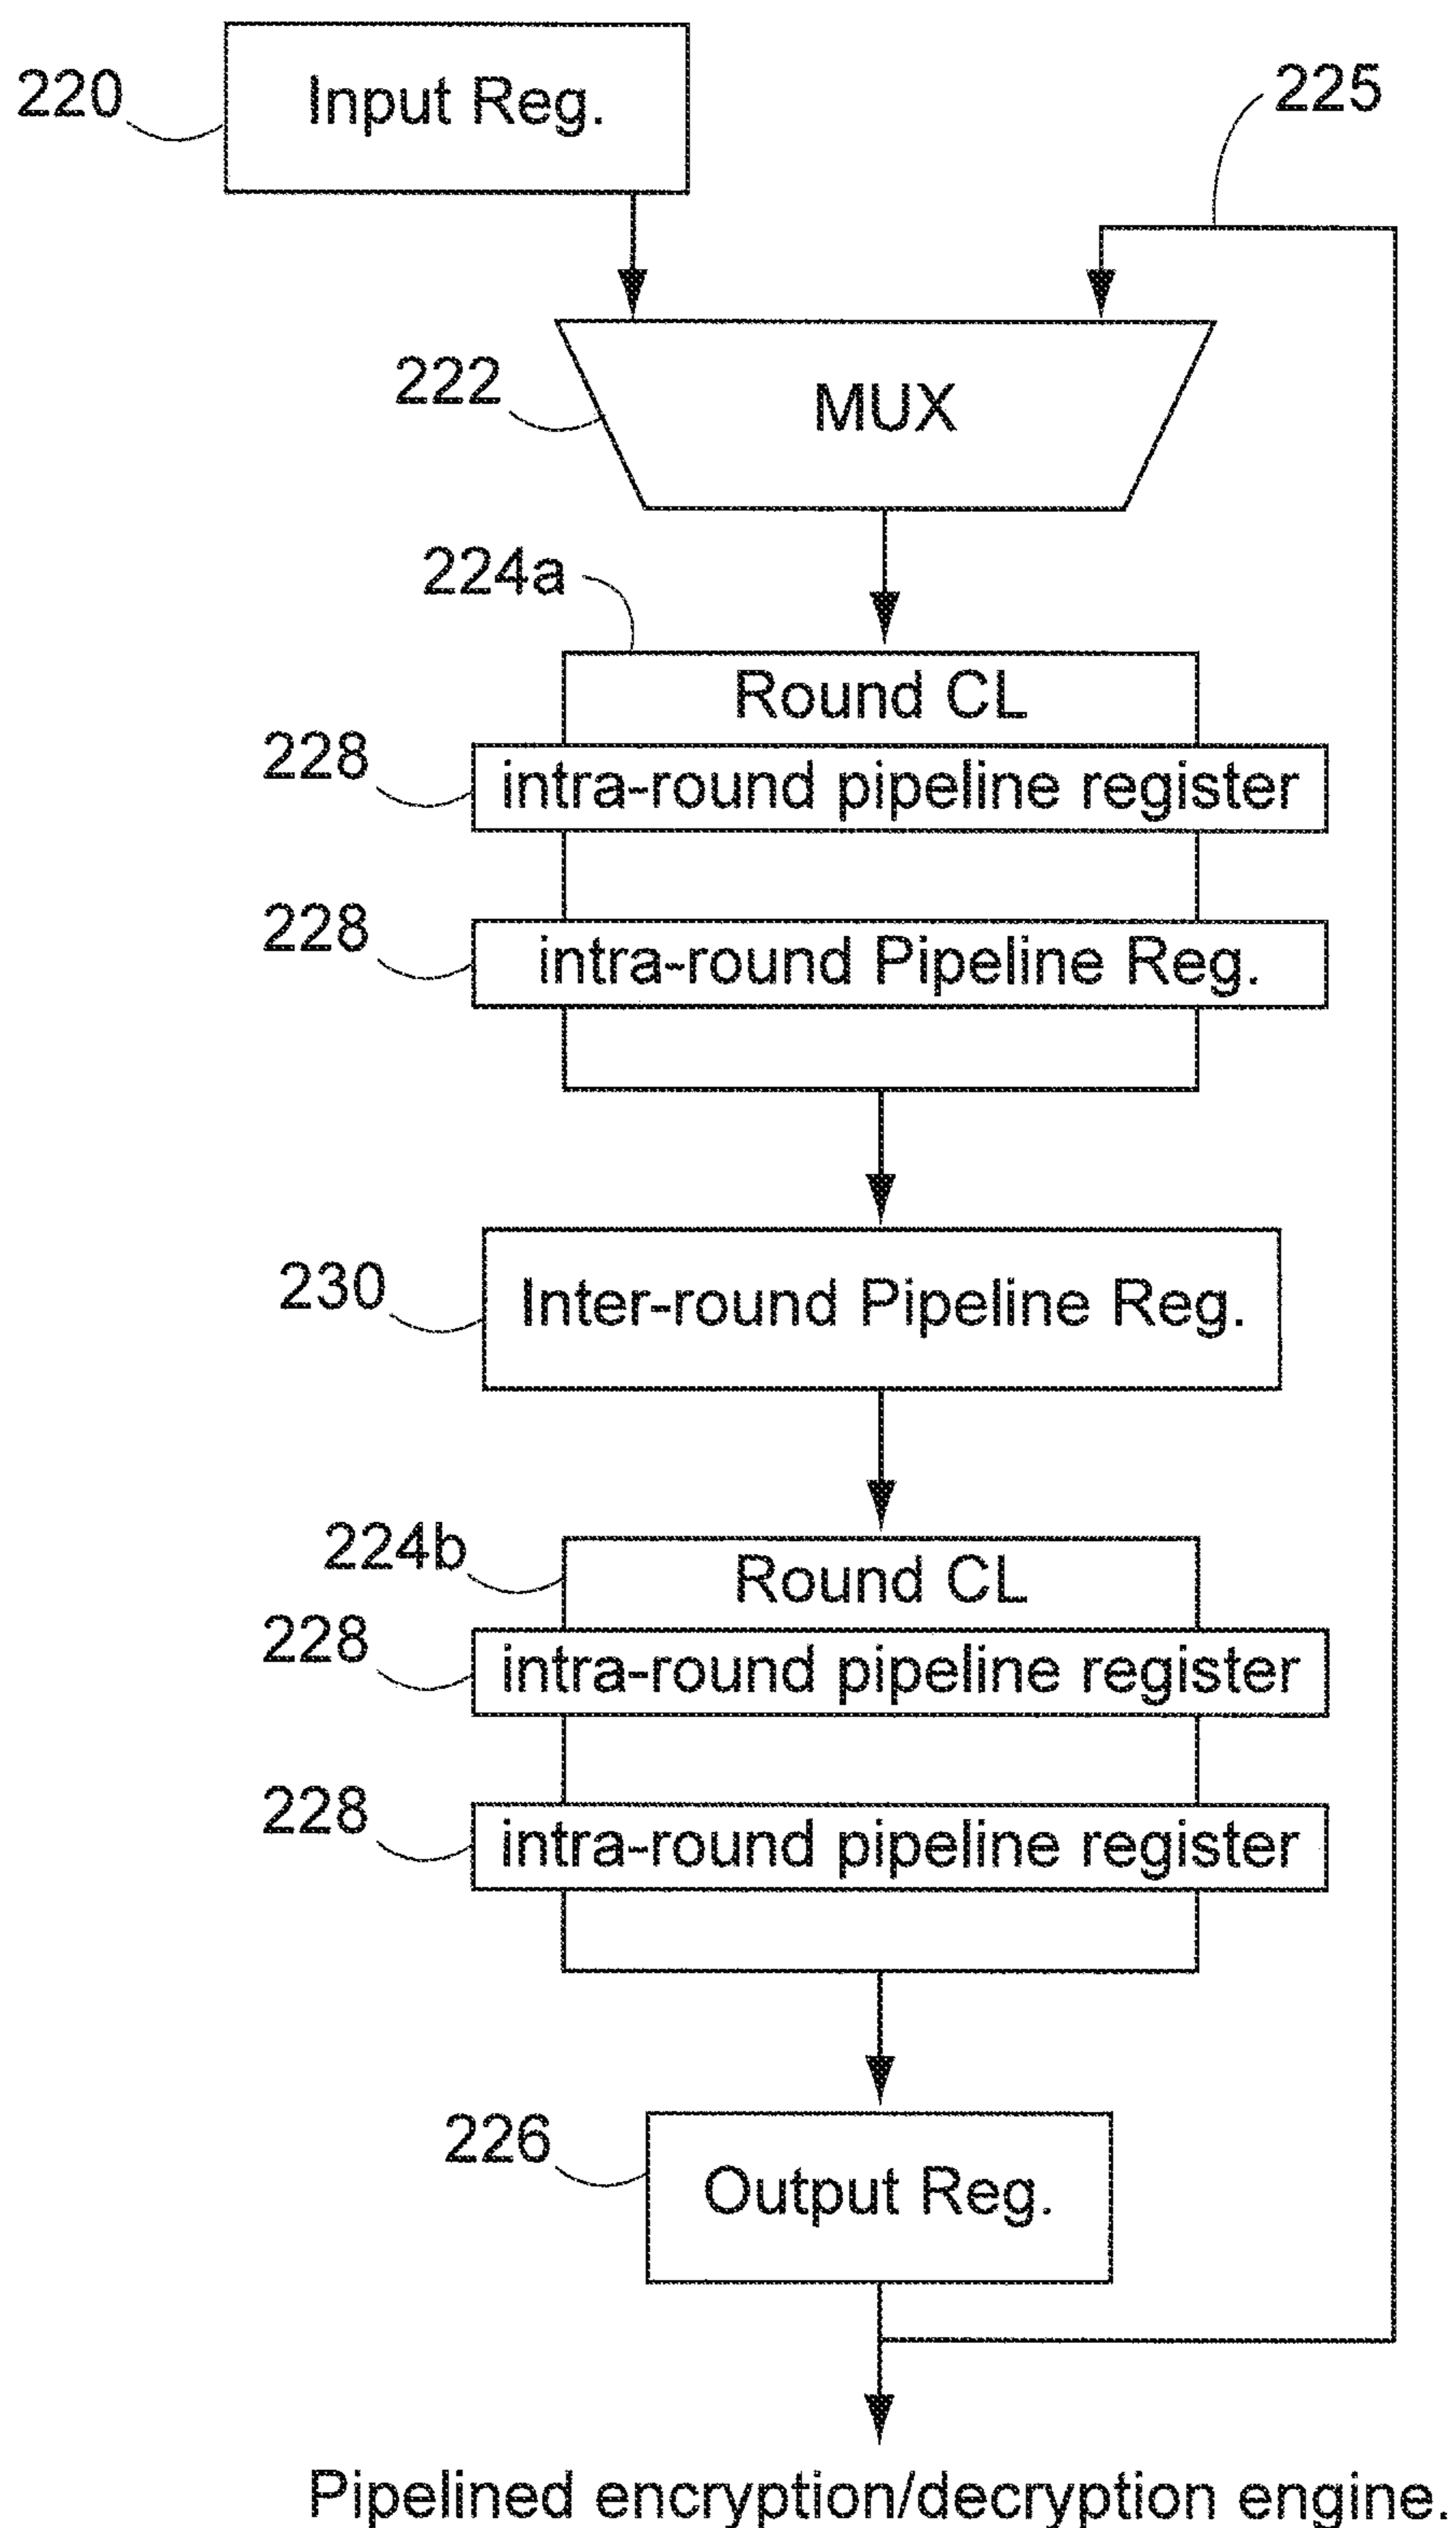 220
Input Reg.
225
222
MUX
224a
Round CL
228
intra-round pipeline register
228
intra-round Pipeline Reg.
230
Inter-round Pipeline Reg.
224b
Round CL
228
intra-round pipeline register
228
intra-round pipeline register
226
Output Reg.
Pipelined encryption/decryption engine.